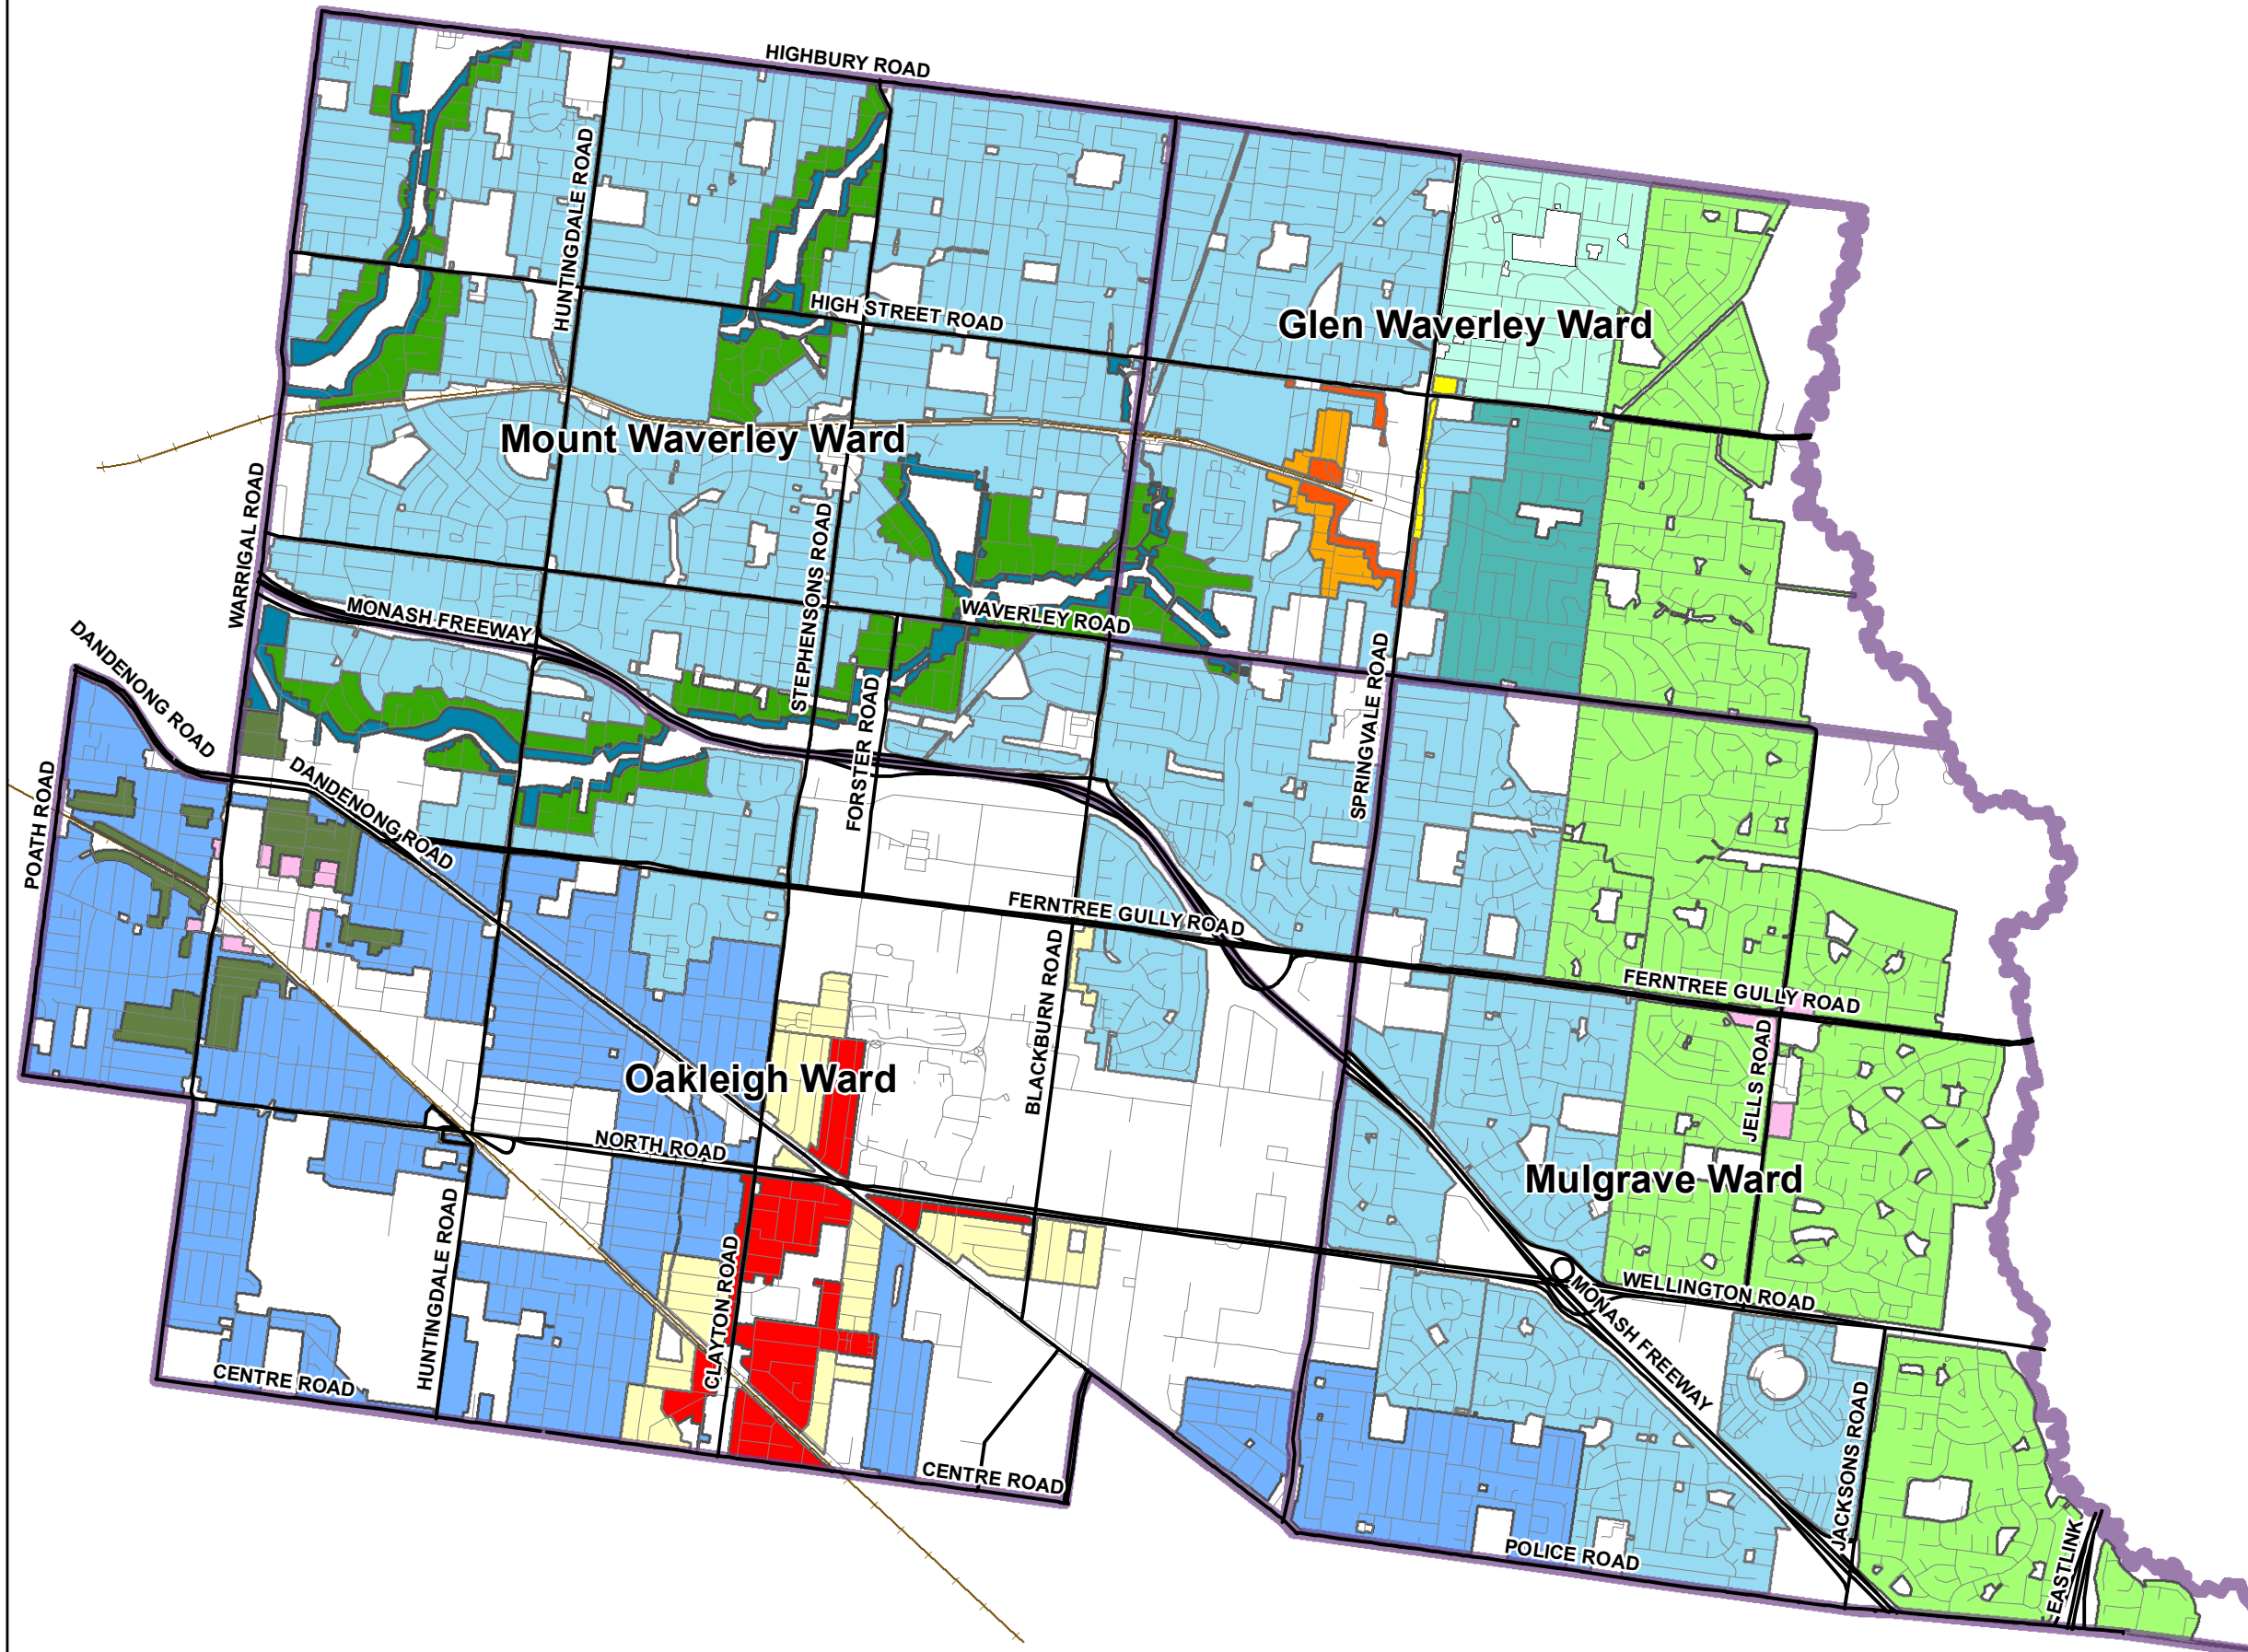 HIGHBURY ROAD
HUNTINGDALE ROAD
HIGH STREET ROAD
Glen Waverley Ward
Mount Waverley Ward
WARRIGAL ROAD
STEPHENSONS ROAD
MONASH FREEWAY
WAVERLEY ROAD
DANDENONG ROAD
SPRINGVALE ROAD
FORSTER ROAD
POATH ROAD
DANDENONG ROAD
FERNTREE GULLY ROAD
BLACKBURN ROAD
FERNTREE GULLY ROAD
JELLS ROAD
Oakleigh Ward
NORTH ROAD
Mulgrave Ward
HUNTINGDALE ROAD
CLAYTON ROAD
WELLINGTON ROAD
MONASH FREEWAY
CENTRE ROAD
JACKSONS ROAD
CENTRE ROAD
POLICE ROAD
EASTLINK